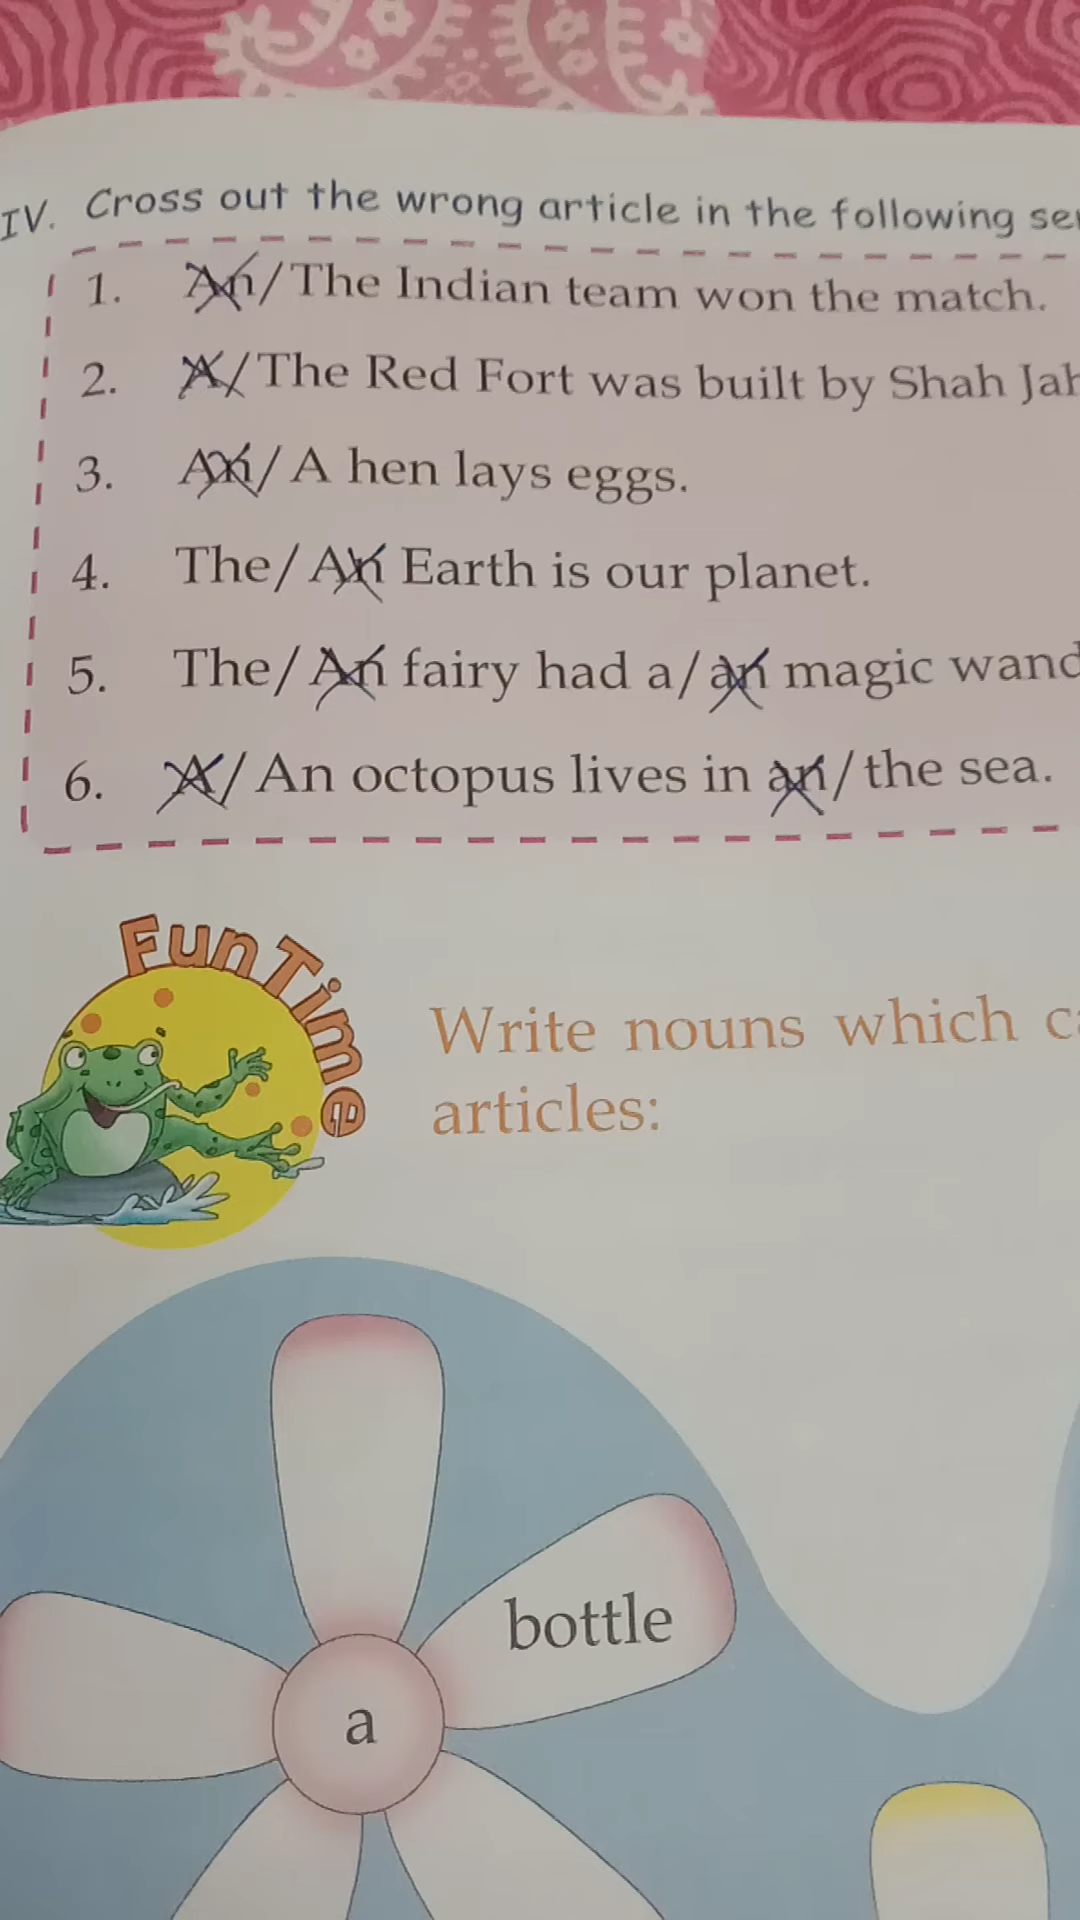 IV. Cross out the wrong article in the following
1. An/The Indian team won the match.
2. A/The Red Fort was built by Shah
3. An/A hen lays eggs.
4. The/An Earth is our planet.
5. The/An fairy had a/an magic wand
6. A/An octopus lives in an/the sea.
Fun Time
Write nouns which
articles:
bottle
a